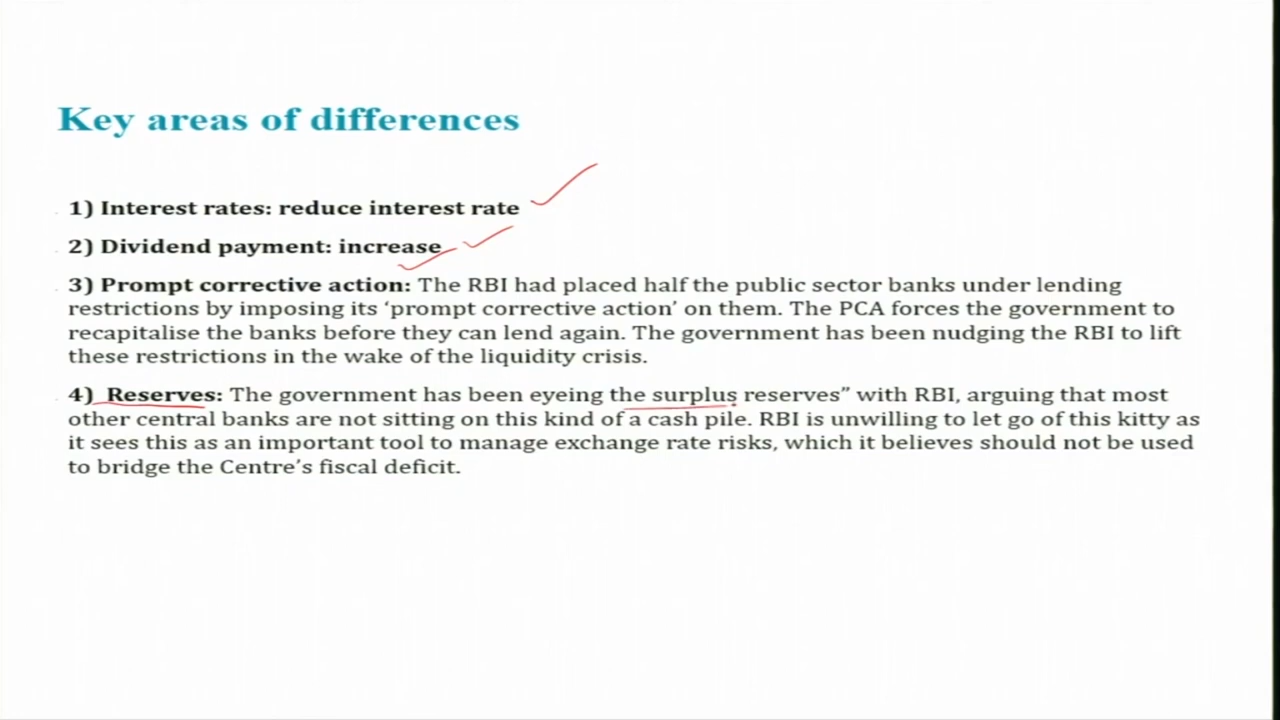 Key areas of differences
1) Interest rates: reduce interest rate
2) Dividend payment: increase
3) Prompt corrective action: The RBI had placed half the public sector banks under lending
restrictions by imposing its ‘prompt corrective action’ on them. The PCA forces the government to
recapitalise the banks before they can lend again. The government has been nudging the RBI to lift
these restrictions in the wake of the liquidity crisis.
4) Reserves: The government has been eyeing the surplus reserves” with RBI, arguing that most
other central banks are not sitting on this kind of a cash pile. RBI is unwilling to let go of this kitty as
it sees this as an important tool to manage exchange rate risks, which it believes should not be used
to bridge the Centre’s fiscal deficit.